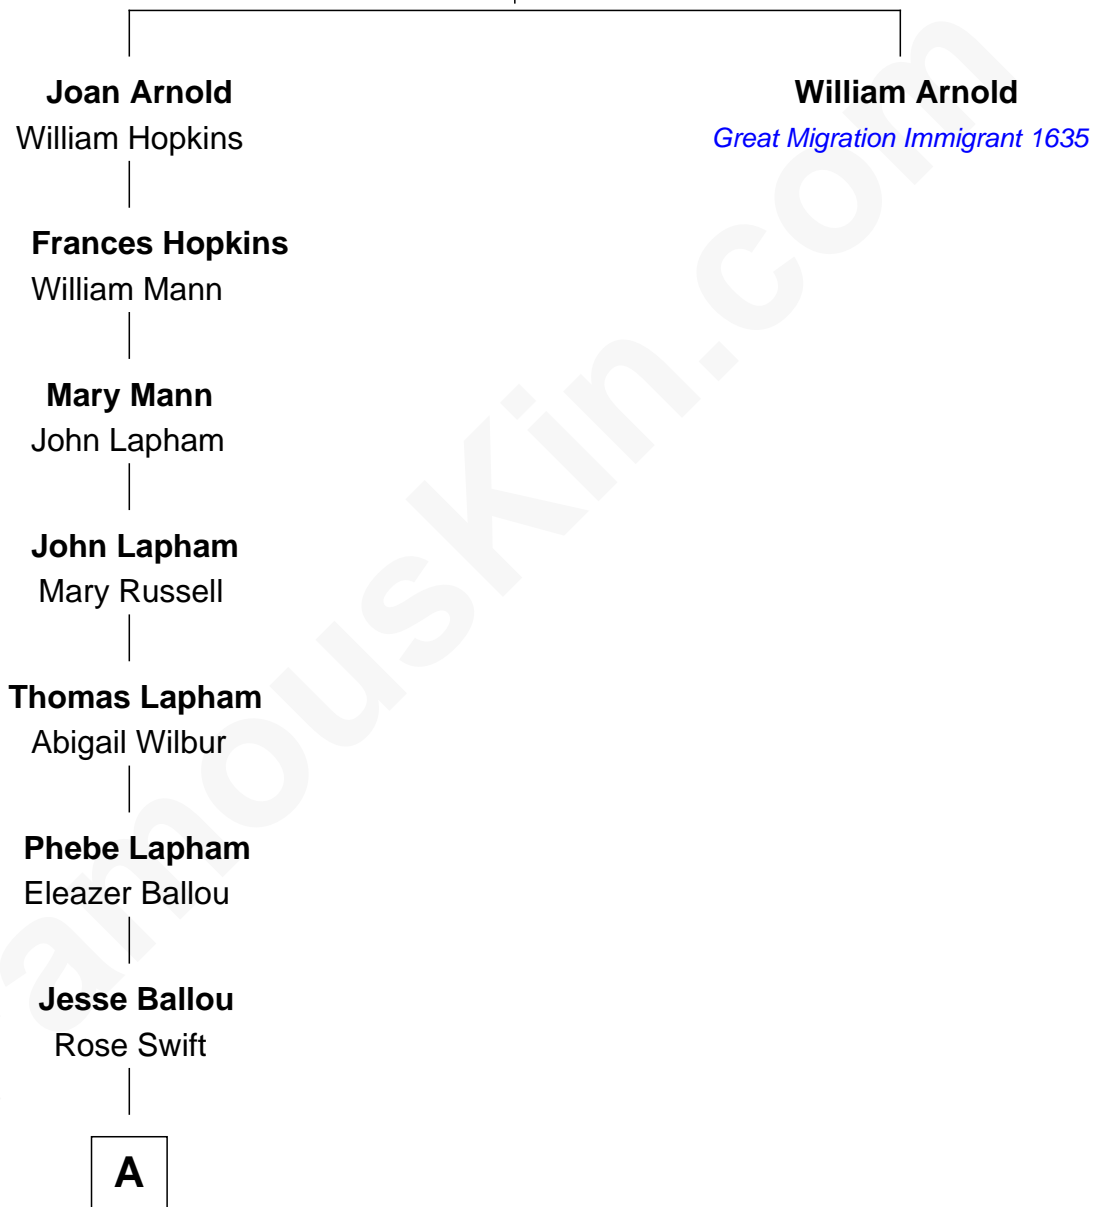 Joan Arnold
William Hopkins
William Arnold
Great Migration Immigrant 1635
Frances Hopkins
William Mann
Mary Mann
John Lapham
John Lapham
Mary Russell
Thomas Lapham
Abigail Wilbur
Phebe Lapham
Eleazer Ballou
Jesse Ballou
Rose Swift
A
amouskin.com